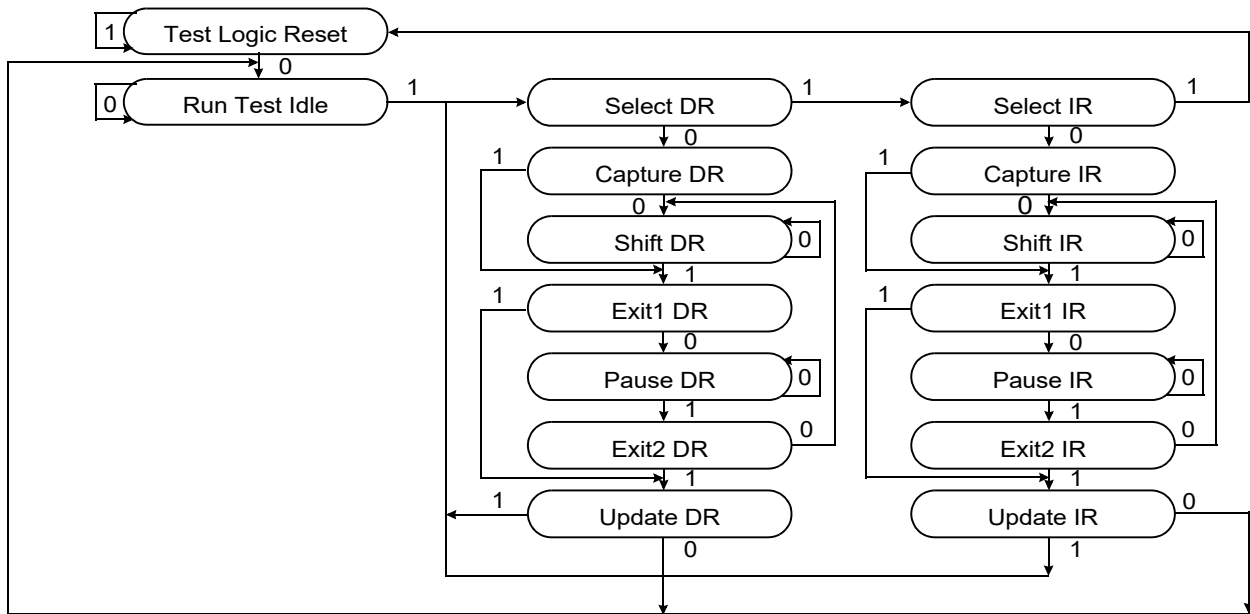 1 Test Logic Reset
0
0 Run Test Idle 1 Select DR 1 Select IR 1
0 0
1 Capture DR 1 Capture IR
0 0
Shift DR 0 Shift IR 0
1 1
1 Exit1 DR 1 Exit1 IR
0 0
Pause DR 0 Pause IR 0
1 1
Exit2 DR 0 Exit2 IR 0
1 1
1 Update DR Update IR 0
0 1